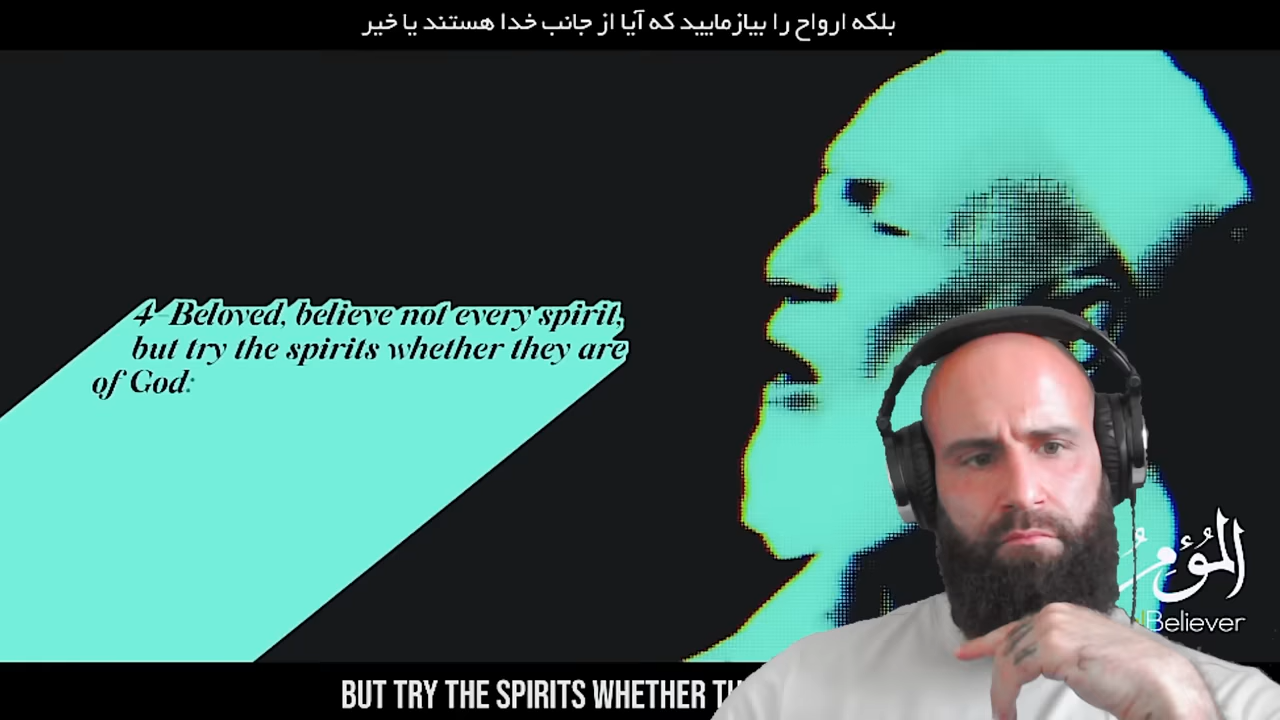 بلکه ارواح را بیازمایید که آیا از جانب خدا هستند یا خیر
4-Beloved, believe not every spirit,
but try the spirits whether they are
of God:
المؤمن
Believer
BUT TRY THE SPIRITS WHETHER